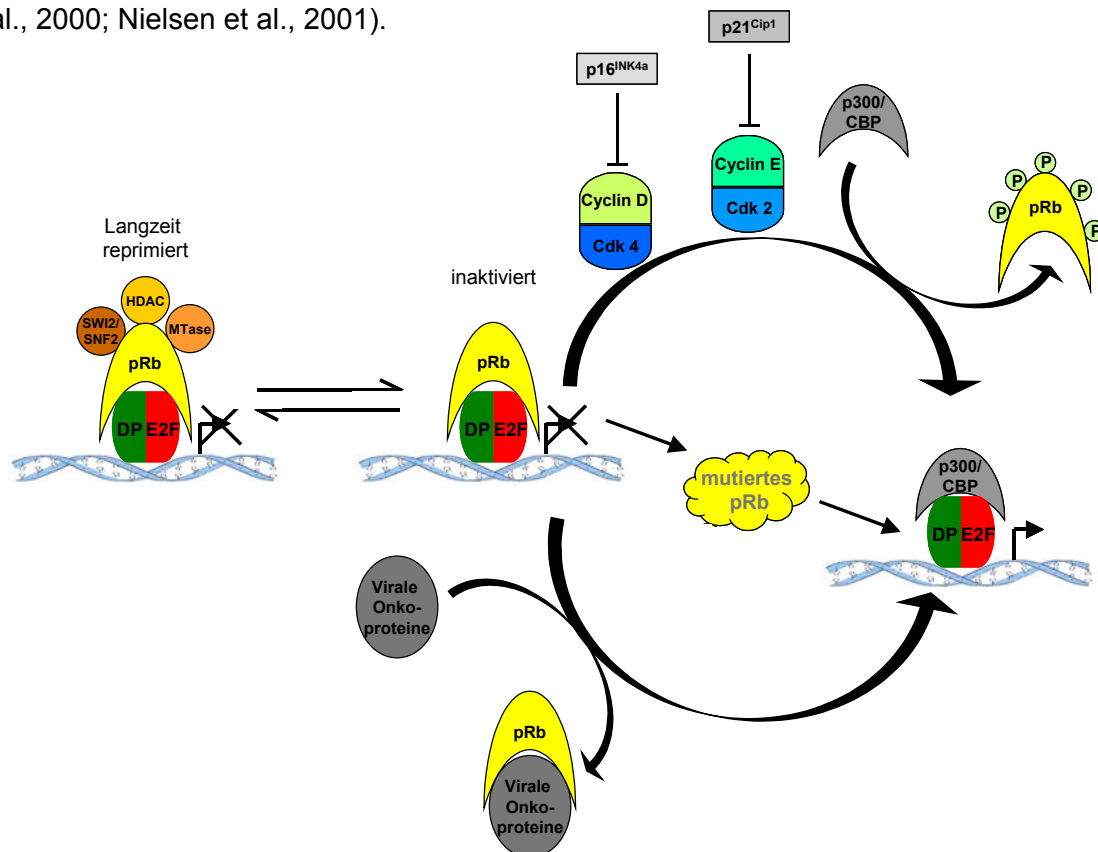 al., 2000; Nielsen et al., 2001).
p21Cip1
p16INK4a
p300/
CBP
Cyclin E
Cdk 2
Cyclin D
Cdk 4
P
P
P
P
P
pRb
Langzeit
reprimiert
inaktiviert
HDAC
SWI2/
SNF2
MTase
pRb
DP E2F
pRb
DP E2F
mutiertes
pRb
p300/
CBP
DP E2F
Virale
Onko-
proteine
pRb
Virale
Onko-
proteine